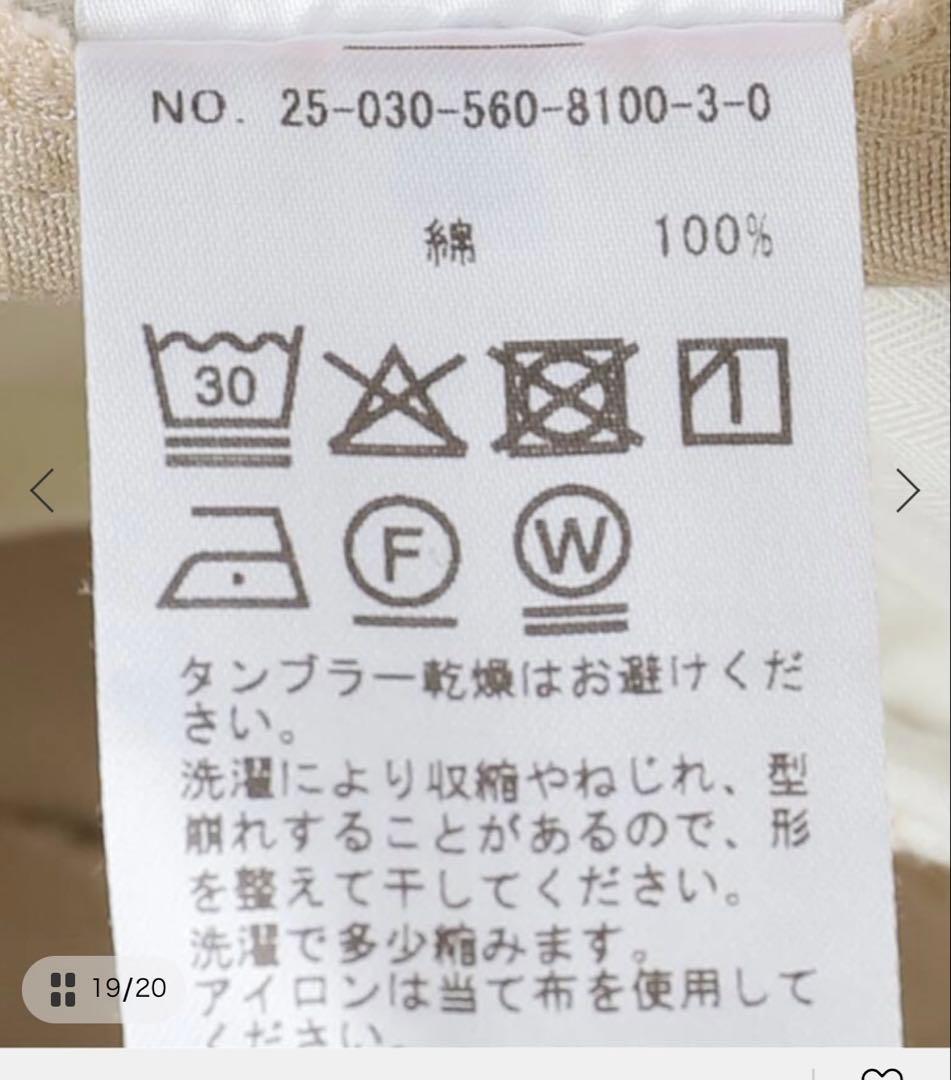 NO. 25-030-560-8100-3-0
綿 100%
30
F W
タンブラー乾燥はお避けくだ
さい。
洗濯により収縮やねじれ、型
崩れすることがあるので、形
を整えて干してください。
洗濯で多少縮みます。
アイロンは当て布を使用して
ください。
19/20